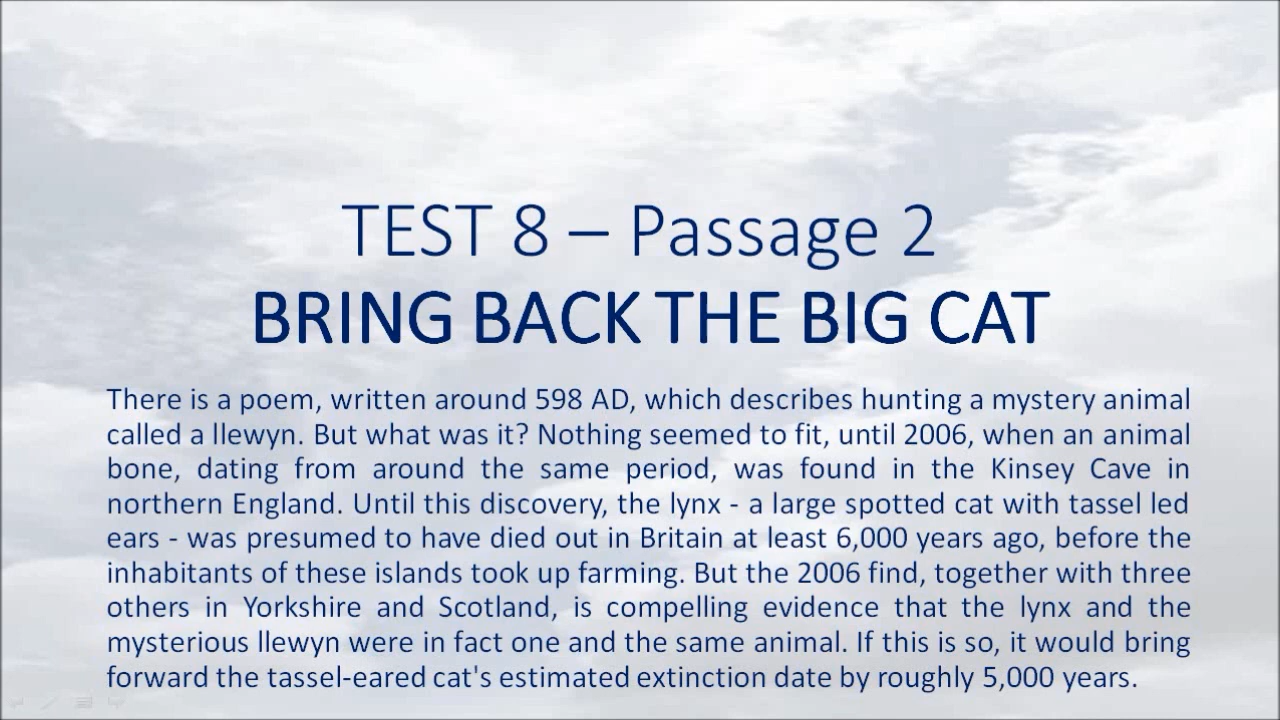 TEST 8 – Passage 2
BRING BACK THE BIG CAT
There is a poem, written around 598 AD, which describes hunting a mystery animal
called a llewyn. But what was it? Nothing seemed to fit, until 2006, when an animal
bone, dating from around the same period, was found in the Kinsey Cave in
northern England. Until this discovery, the lynx - a large spotted cat with tassel led
ears - was presumed to have died out in Britain at least 6,000 years ago, before the
inhabitants of these islands took up farming. But the 2006 find, together with three
others in Yorkshire and Scotland, is compelling evidence that the lynx and the
mysterious llewyn were in fact one and the same animal. If this is so, it would bring
forward the tassel-eared cat's estimated extinction date by roughly 5,000 years.